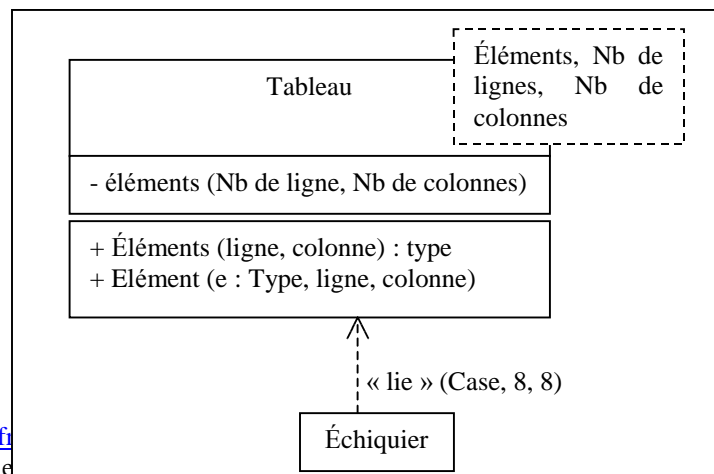 Éléments, Nb de
lignes, Nb de
colonnes
Tableau
- éléments (Nb de ligne, Nb de colonnes)
+ Éléments (ligne, colonne) : type
+ Elément (e : Type, ligne, colonne)
« lie » (Case, 8, 8)
Échiquier